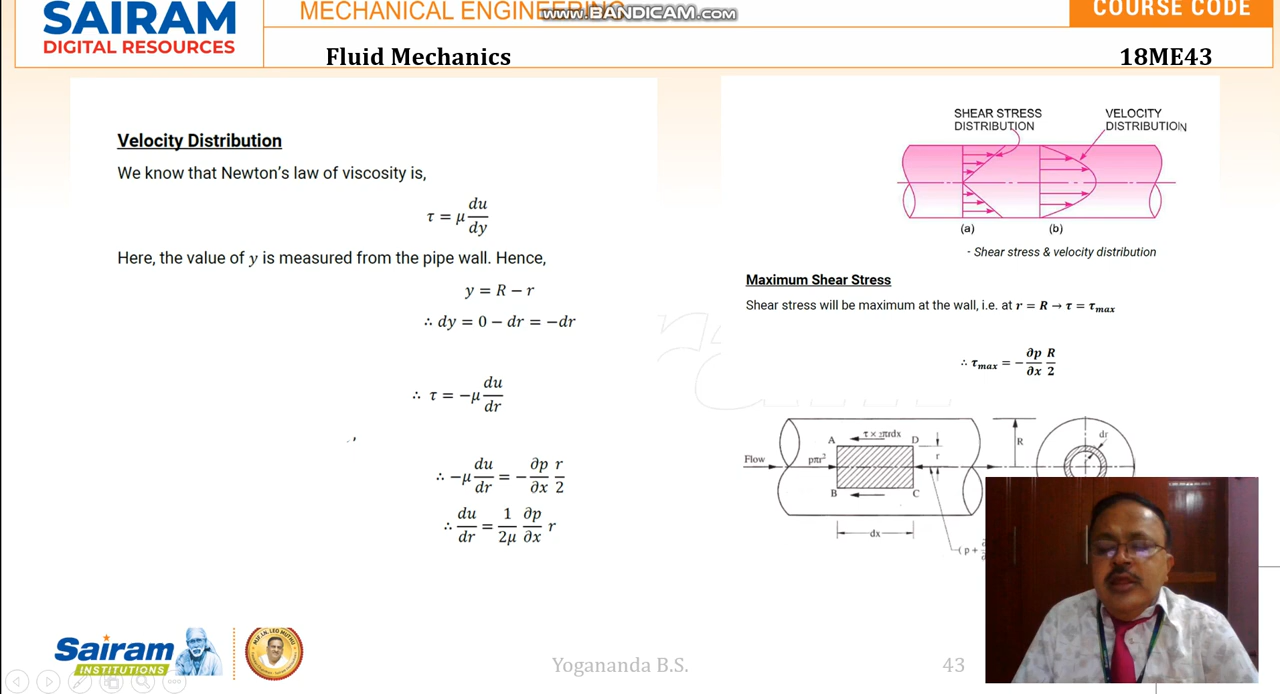 SAIRAM
DIGITAL RESOURCES
MECHANICAL ENGINEERING
www.BANDICAM.com
COURSE CODE
Fluid Mechanics
18ME43
Velocity Distribution
We know that Newton's law of viscosity is,
τ = μ du/dy
Here, the value of y is measured from the pipe wall. Hence,
y = R − r
∴ dy = 0 − dr = −dr
∴ τ = −μ du/dr
∴ −μ du/dr = − ∂p/∂x r/2
∴ du/dr = 1/2μ ∂p/∂x r
SHEAR STRESS
DISTRIBUTION
VELOCITY
DISTRIBUTION
(a)
(b)
- Shear stress & velocity distribution
Maximum Shear Stress
Shear stress will be maximum at the wall, i.e. at r = R → τ = τmax
∴ τmax = − ∂p/∂x R/2
A
τ × 2πrdx
D
R
dr
Flow
pπr²
r
B
C
dx
(p +
Sairam
INSTITUTIONS
Yogananda B.S.
43